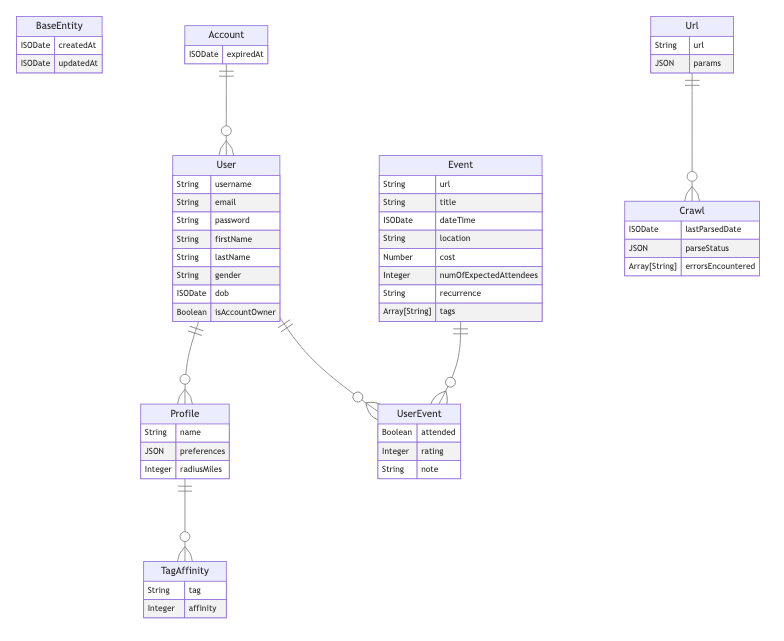 BaseEntity
ISODate createdAt
ISODate updatedAt
Account
ISODate expiredAt
Url
String url
JSON params
User
String username
String email
String password
String firstName
String lastName
String gender
ISODate dob
Boolean isAccountOwner
Event
String url
String title
ISODate dateTime
String location
Number cost
Integer numOfExpectedAttendees
String recurrence
Array[String] tags
Crawl
ISODate lastParsedDate
JSON parseStatus
Array[String] errorsEncountered
Profile
String name
JSON preferences
Integer radiusMiles
UserEvent
Boolean attended
Integer rating
String note
TagAffinity
String tag
Integer affinity